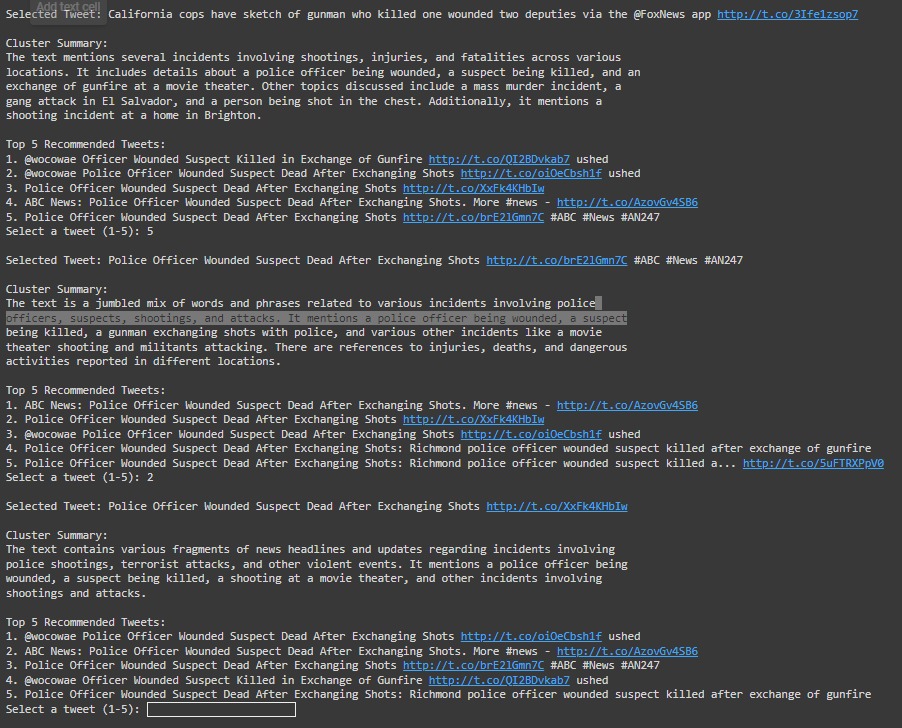 Add text cell
Selected Tweet: California cops have sketch of gunman who killed one wounded two deputies via the @FoxNews app http://t.co/3Ife1zsop7
Cluster Summary:
The text mentions several incidents involving shootings, injuries, and fatalities across various
locations. It includes details about a police officer being wounded, a suspect being killed, and an
exchange of gunfire at a movie theater. Other topics discussed include a mass murder incident, a
gang attack in El Salvador, and a person being shot in the chest. Additionally, it mentions a
shooting incident at a home in Brighton.
Top 5 Recommended Tweets:
1. @wocowae Officer Wounded Suspect Killed in Exchange of Gunfire http://t.co/QI2BDvkab7 ushed
2. @wocowae Police Officer Wounded Suspect Dead After Exchanging Shots http://t.co/oiOeCbsh1f ushed
3. Police Officer Wounded Suspect Dead After Exchanging Shots http://t.co/XxFk4KHbIw
4. ABC News: Police Officer Wounded Suspect Dead After Exchanging Shots. More #news - http://t.co/AzovGv4SB6
5. Police Officer Wounded Suspect Dead After Exchanging Shots http://t.co/brE2lGmn7C #ABC #News #AN247
Select a tweet (1-5): 5
Selected Tweet: Police Officer Wounded Suspect Dead After Exchanging Shots http://t.co/brE2lGmn7C #ABC #News #AN247
Cluster Summary:
The text is a jumbled mix of words and phrases related to various incidents involving police
officers, suspects, shootings, and attacks. It mentions a police officer being wounded, a suspect
being killed, a gunman exchanging shots with police, and various other incidents like a movie
theater shooting and militants attacking. There are references to injuries, deaths, and dangerous
activities reported in different locations.
Top 5 Recommended Tweets:
1. ABC News: Police Officer Wounded Suspect Dead After Exchanging Shots. More #news - http://t.co/AzovGv4SB6
2. Police Officer Wounded Suspect Dead After Exchanging Shots http://t.co/XxFk4KHbIw
3. @wocowae Police Officer Wounded Suspect Dead After Exchanging Shots http://t.co/oiOeCbsh1f ushed
4. Police Officer Wounded Suspect Dead After Exchanging Shots: Richmond police officer wounded suspect killed after exchange of gunfire
5. Police Officer Wounded Suspect Dead After Exchanging Shots: Richmond police officer wounded suspect killed a... http://t.co/5uFTRXPpV0
Select a tweet (1-5): 2
Selected Tweet: Police Officer Wounded Suspect Dead After Exchanging Shots http://t.co/XxFk4KHbIw
Cluster Summary:
The text contains various fragments of news headlines and updates regarding incidents involving
police shootings, terrorist attacks, and other violent events. It mentions a police officer being
wounded, a suspect being killed, a shooting at a movie theater, and other incidents involving
shootings and attacks.
Top 5 Recommended Tweets:
1. @wocowae Police Officer Wounded Suspect Dead After Exchanging Shots http://t.co/oiOeCbsh1f ushed
2. ABC News: Police Officer Wounded Suspect Dead After Exchanging Shots. More #news - http://t.co/AzovGv4SB6
3. Police Officer Wounded Suspect Dead After Exchanging Shots http://t.co/brE2lGmn7C #ABC #News #AN247
4. @wocowae Officer Wounded Suspect Killed in Exchange of Gunfire http://t.co/QI2BDvkab7 ushed
5. Police Officer Wounded Suspect Dead After Exchanging Shots: Richmond police officer wounded suspect killed after exchange of gunfire
Select a tweet (1-5):